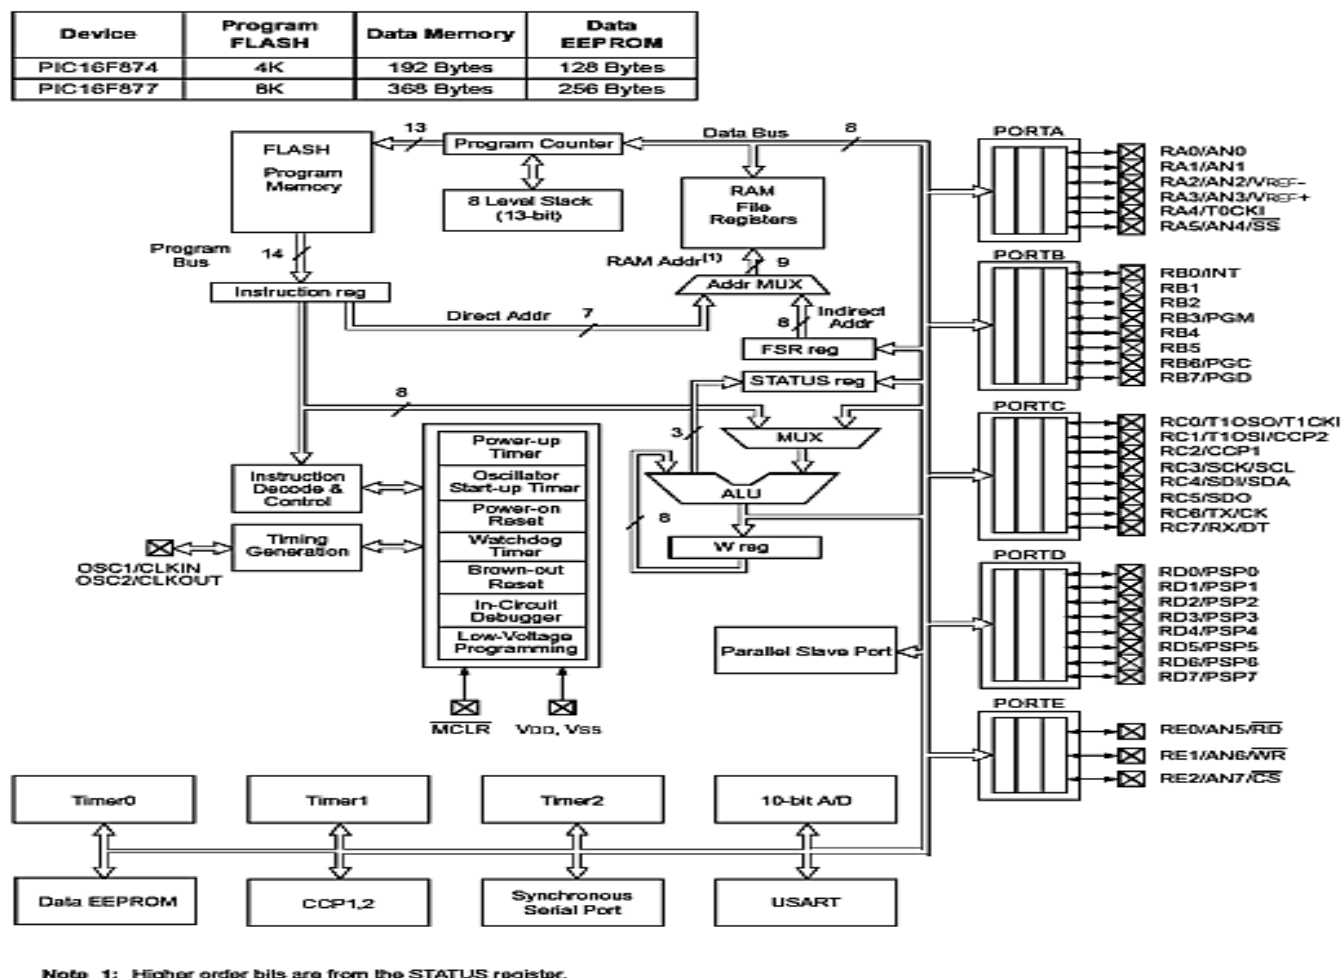 Device Program FLASH Data Memory Data EEPROM
PIC16F874 4K 192 Bytes 128 Bytes
PIC16F877 8K 368 Bytes 256 Bytes
13
Data Bus
8
PORTA
FLASH
Program
Memory
Program Counter
8 Level Stack
(13-bit)
RAM
File
Registers
RA0/AN0
RA1/AN1
RA2/AN2/VREF-
RA3/AN3/VREF+
RA4/T0CKI
RA5/AN4/SS
Program
Bus
14
RAM Addr(1)
9
PORTB
Instruction reg
Addr MUX
Direct Addr
7
8
Indirect
Addr
FSR reg
STATUS reg
RB0/INT
RB1
RB2
RB3/PGM
RB4
RB5
RB6/PGC
RB7/PGD
8
3
MUX
PORTC
RC0/T1OSO/T1CKI
RC1/T1OSI/CCP2
RC2/CCP1
RC3/SCK/SCL
RC4/SDI/SDA
RC5/SDO
RC6/TX/CK
RC7/RX/DT
Power-up
Timer
Oscillator
Start-up Timer
Power-on
Reset
Watchdog
Timer
Brown-out
Reset
In-Circuit
Debugger
Low-Voltage
Programming
Instruction
Decode &
Control
Timing
Generation
OSC1/CLKIN
OSC2/CLKOUT
ALU
8
W reg
PORTD
RD0/PSP0
RD1/PSP1
RD2/PSP2
RD3/PSP3
RD4/PSP4
RD5/PSP5
RD6/PSP6
RD7/PSP7
Parallel Slave Port
MCLR
VDD, VSS
PORTE
RE0/AN5/RD
RE1/AN6/WR
RE2/AN7/CS
Timer0
Timer1
Timer2
10-bit A/D
Data EEPROM
CCP1,2
Synchronous
Serial Port
USART
Note 1: Higher order bits are from the STATUS register.